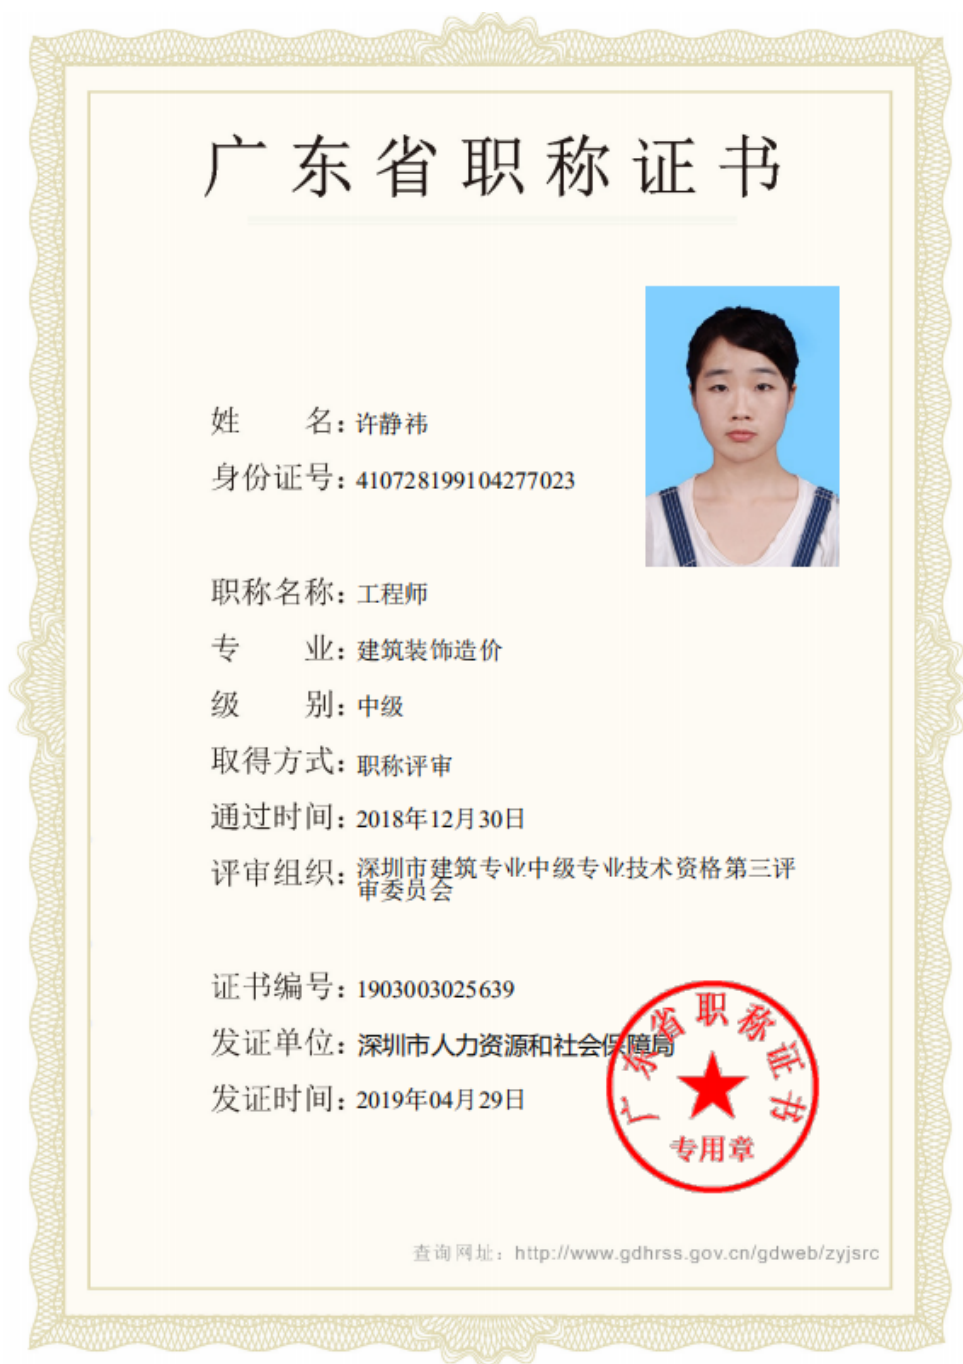 广东省职称证书
姓 名：许静祎
身份证号：410728199104277023
职称名称：工程师
专 业：建筑装饰造价
级 别：中级
取得方式：职称评审
通过时间：2018年12月30日
评审组织：深圳市建筑专业中级专业技术资格第三评
审委员会
证书编号：1903003025639
发证单位：深圳市人力资源和社会保障局
发证时间：2019年04月29日
广东省职称证书
专用章
查询网址：http://www.gdhrss.gov.cn/gdweb/zyjsrc